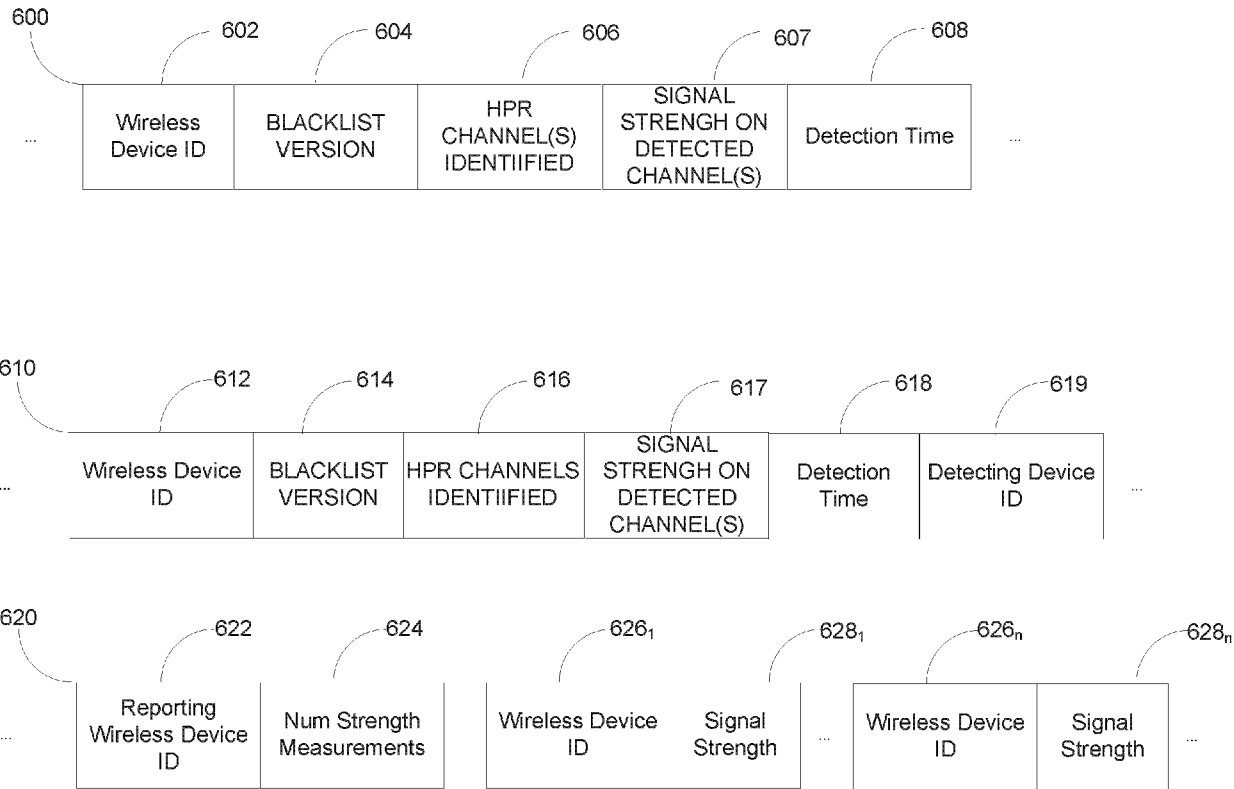 600
602
604
606
607
608
...
Wireless
Device ID
BLACKLIST
VERSION
HPR
CHANNEL(S)
IDENTIIFIED
SIGNAL
STRENGH ON
DETECTED
CHANNEL(S)
Detection Time
...
610
612
614
616
617
618
619
...
Wireless Device
ID
BLACKLIST
VERSION
HPR CHANNELS
IDENTIIFIED
SIGNAL
STRENGH ON
DETECTED
CHANNEL(S)
Detection
Time
Detecting Device
ID
...
620
622
624
626₁
628₁
626ₙ
628ₙ
...
Reporting
Wireless Device
ID
Num Strength
Measurements
Wireless Device
ID
Signal
Strength
...
Wireless Device
ID
Signal
Strength
...